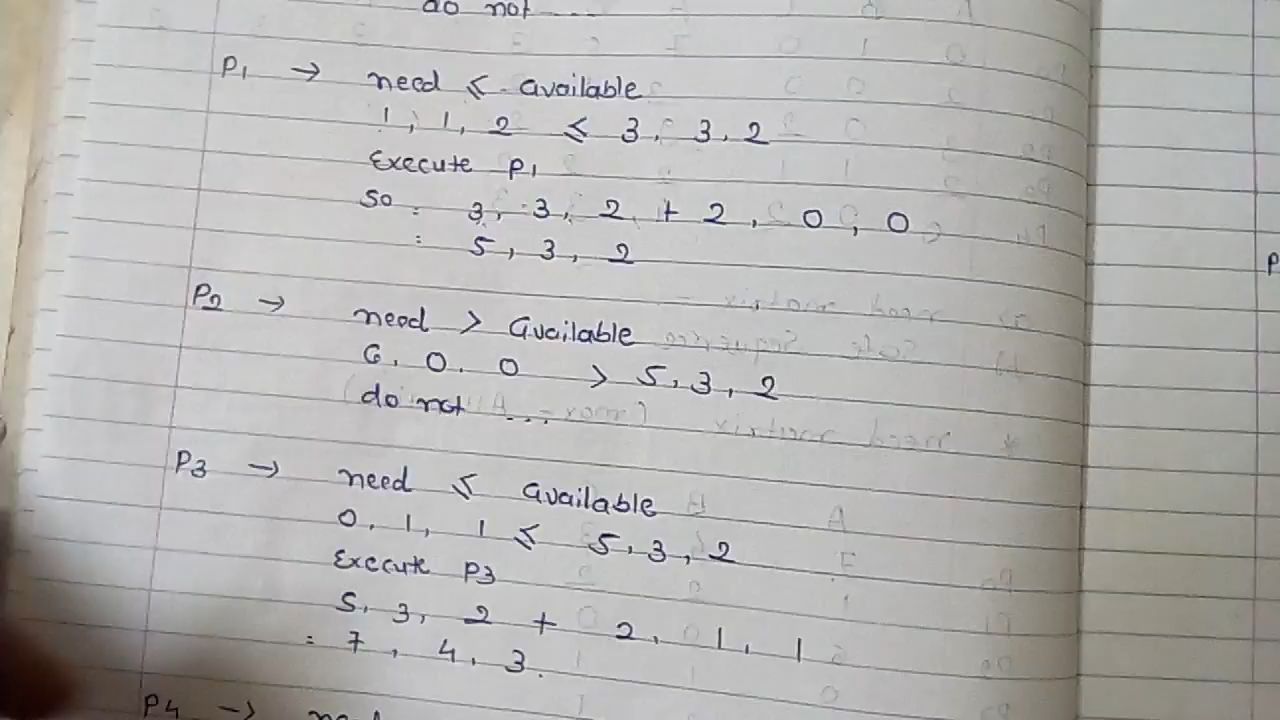 do not ...
P1 → need ≤ available
1, 1, 2 ≤ 3, 3, 2
Execute P1
So : 3, 3, 2 + 2, 0, 0
: 5, 3, 2
P2 → need > Available
6, 0, 0 > 5, 3, 2
(do not ...
P3 → need ≤ available
0, 1, 1 ≤ 5, 3, 2
Execute P3
5, 3, 2 + 2, 1, 1
= 7, 4, 3.
P4 →
P